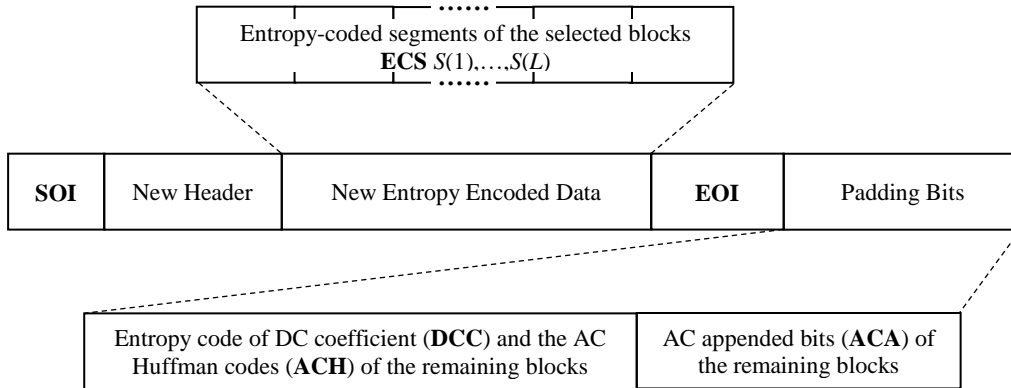 ......
Entropy-coded segments of the selected blocks
ECS S(1),…,S(L)
......
SOI New Header New Entropy Encoded Data EOI Padding Bits
Entropy code of DC coefficient (DCC) and the AC
Huffman codes (ACH) of the remaining blocks
AC appended bits (ACA) of
the remaining blocks